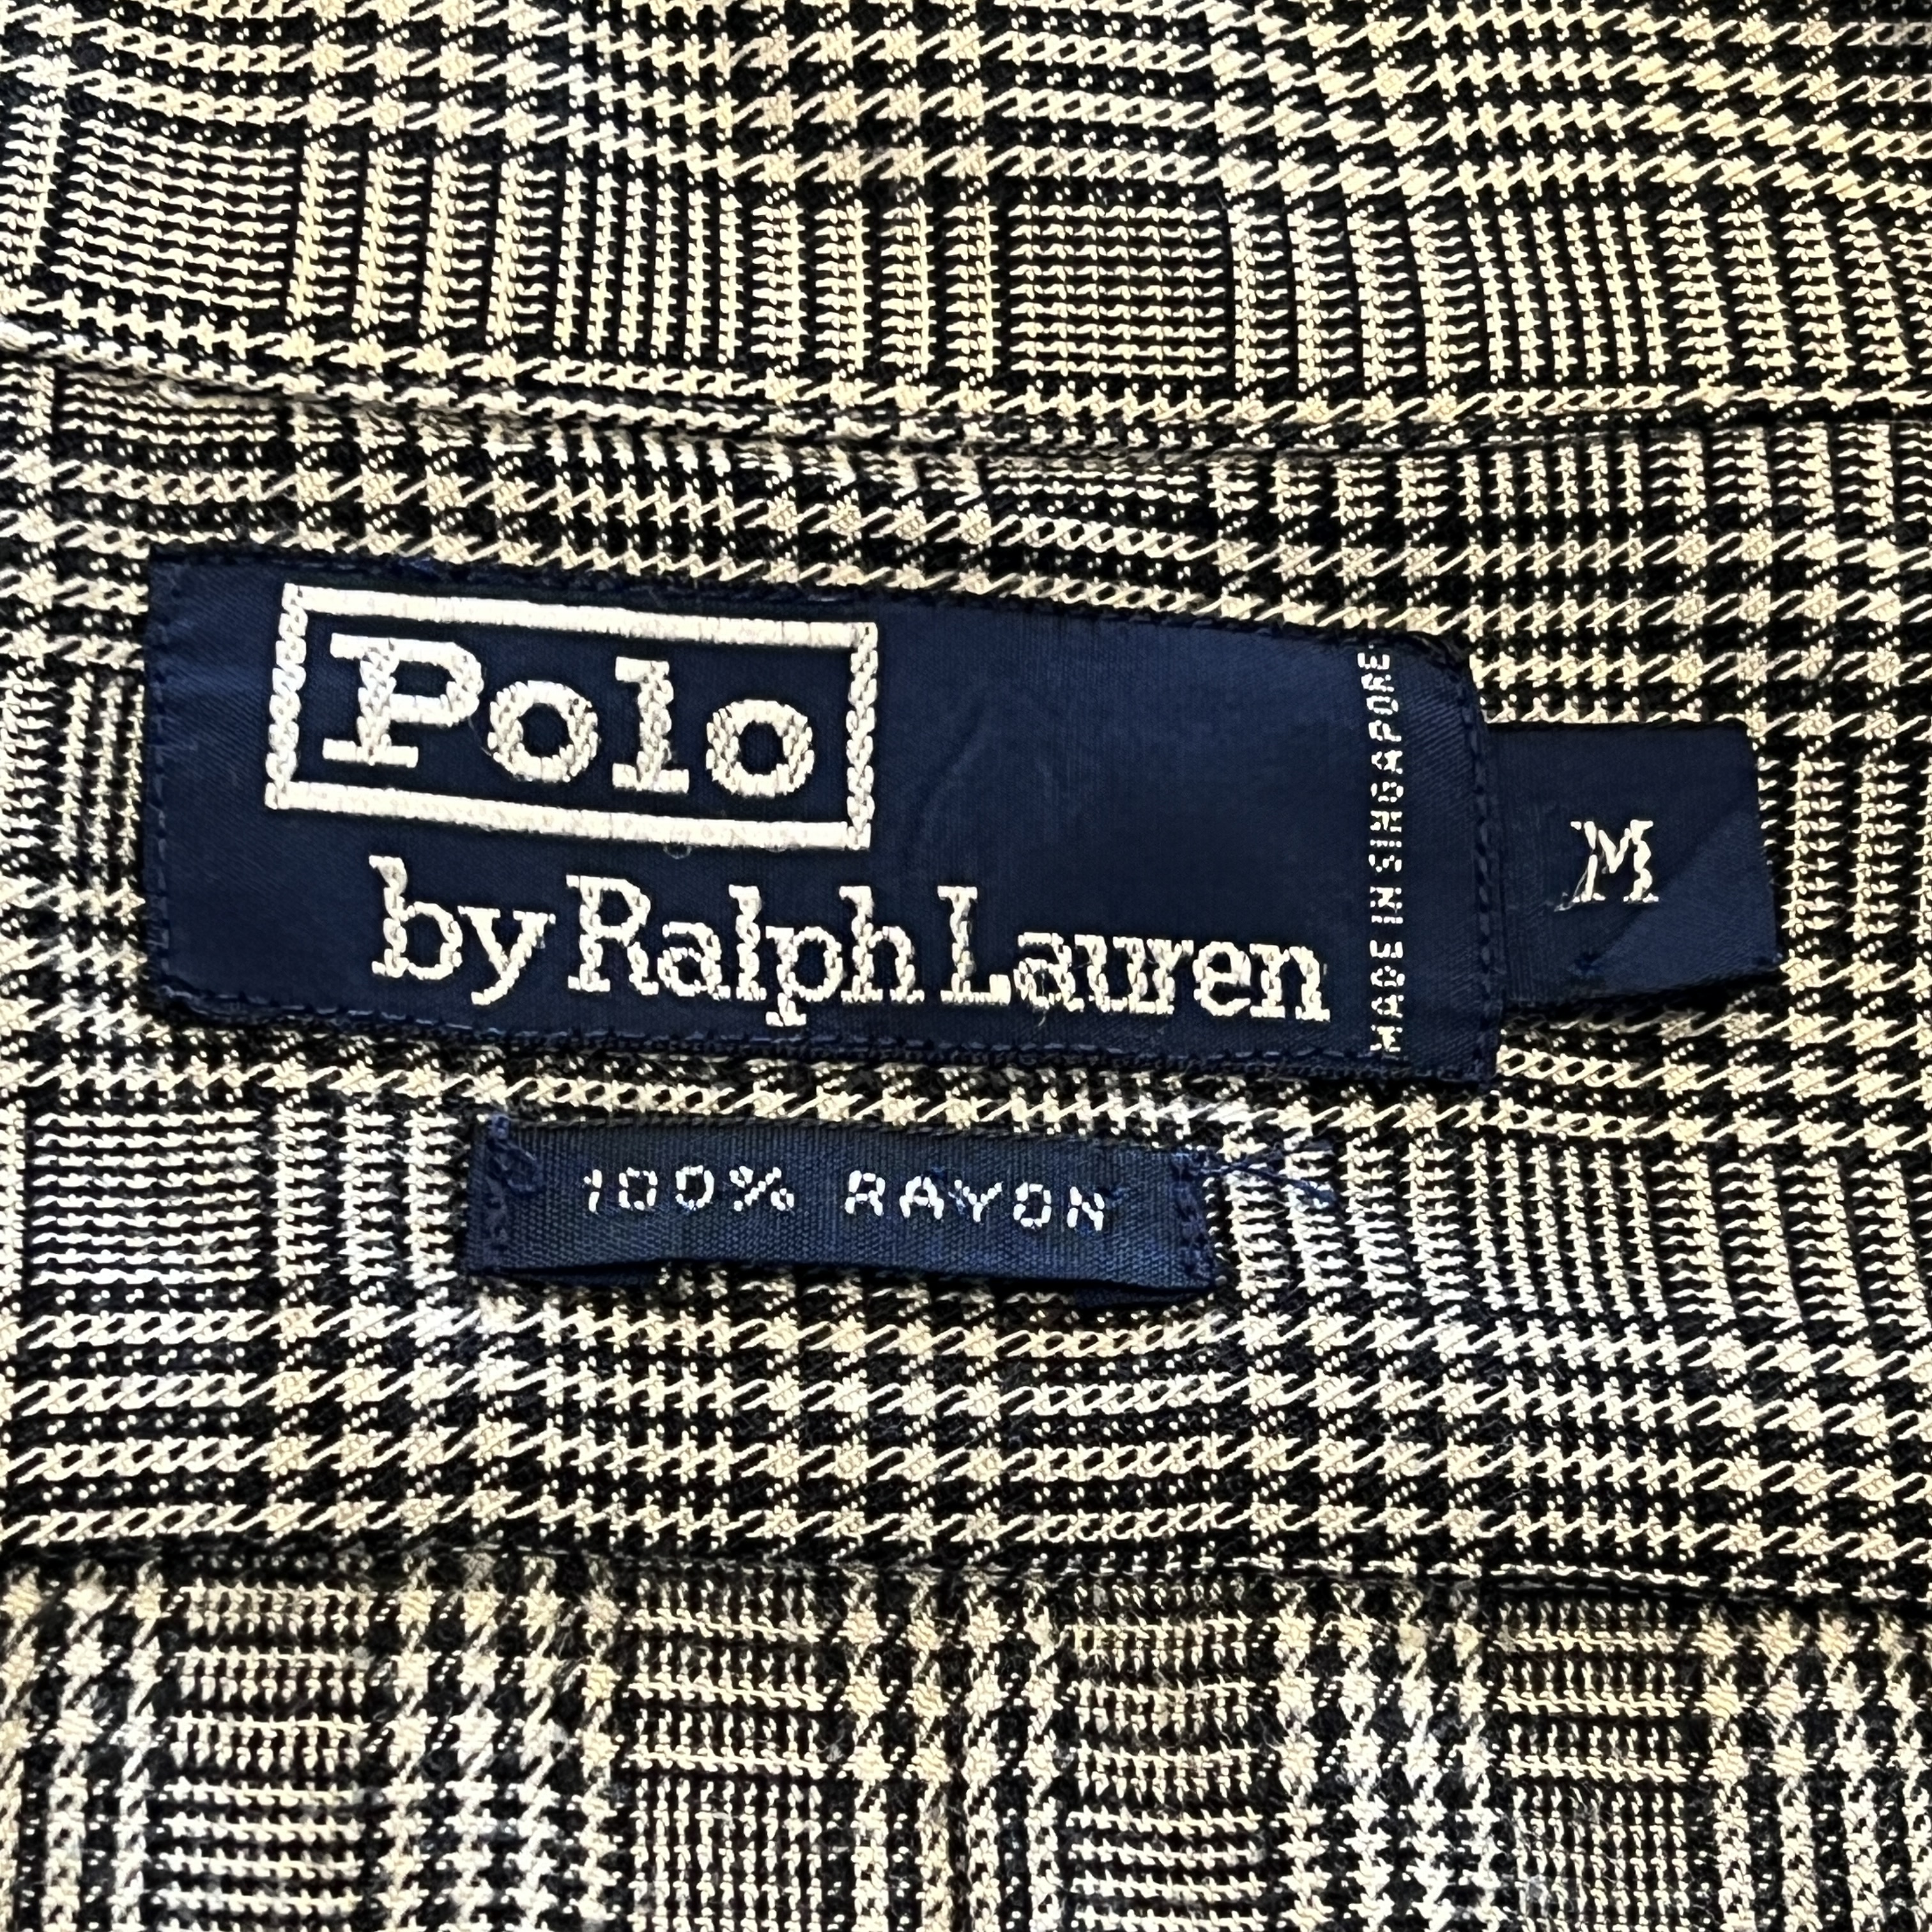 Polo
by Ralph Lauren
MADE IN SINGAPORE
M
100% RAYON